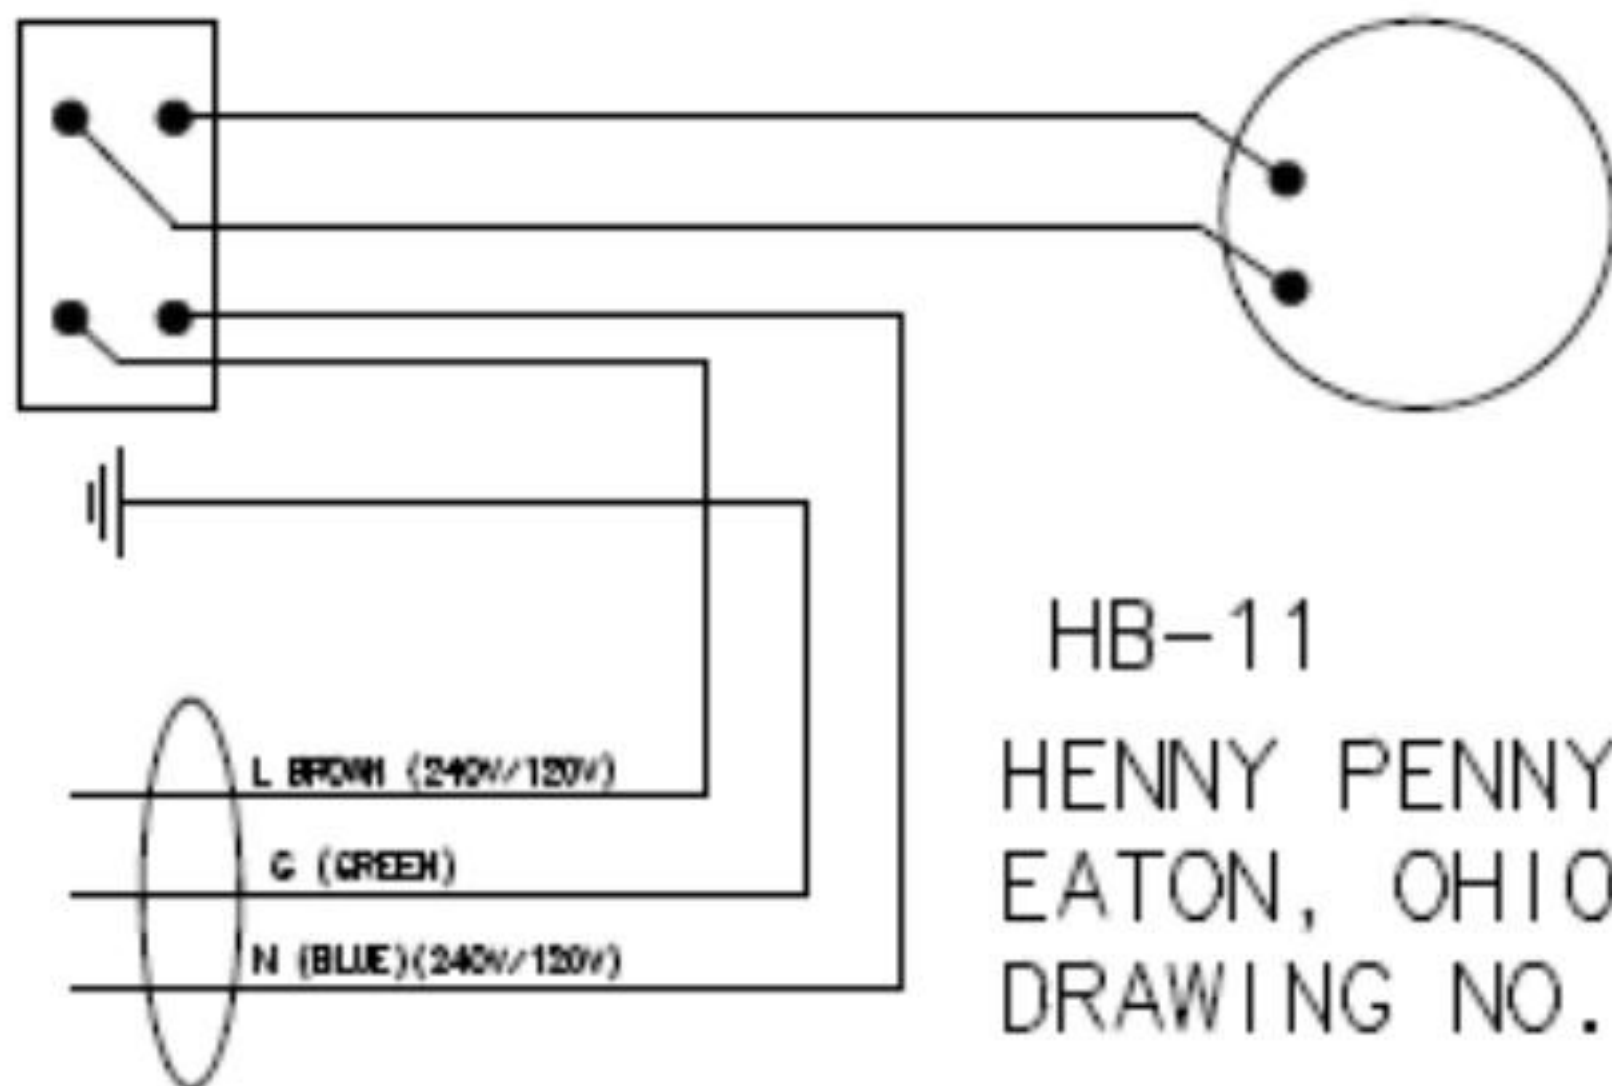 L BROWN (240V/120V)
G (GREEN)
N (BLUE)(240V/120V)
HB-11
HENNY PENNY
EATON, OHIO
DRAWING NO.